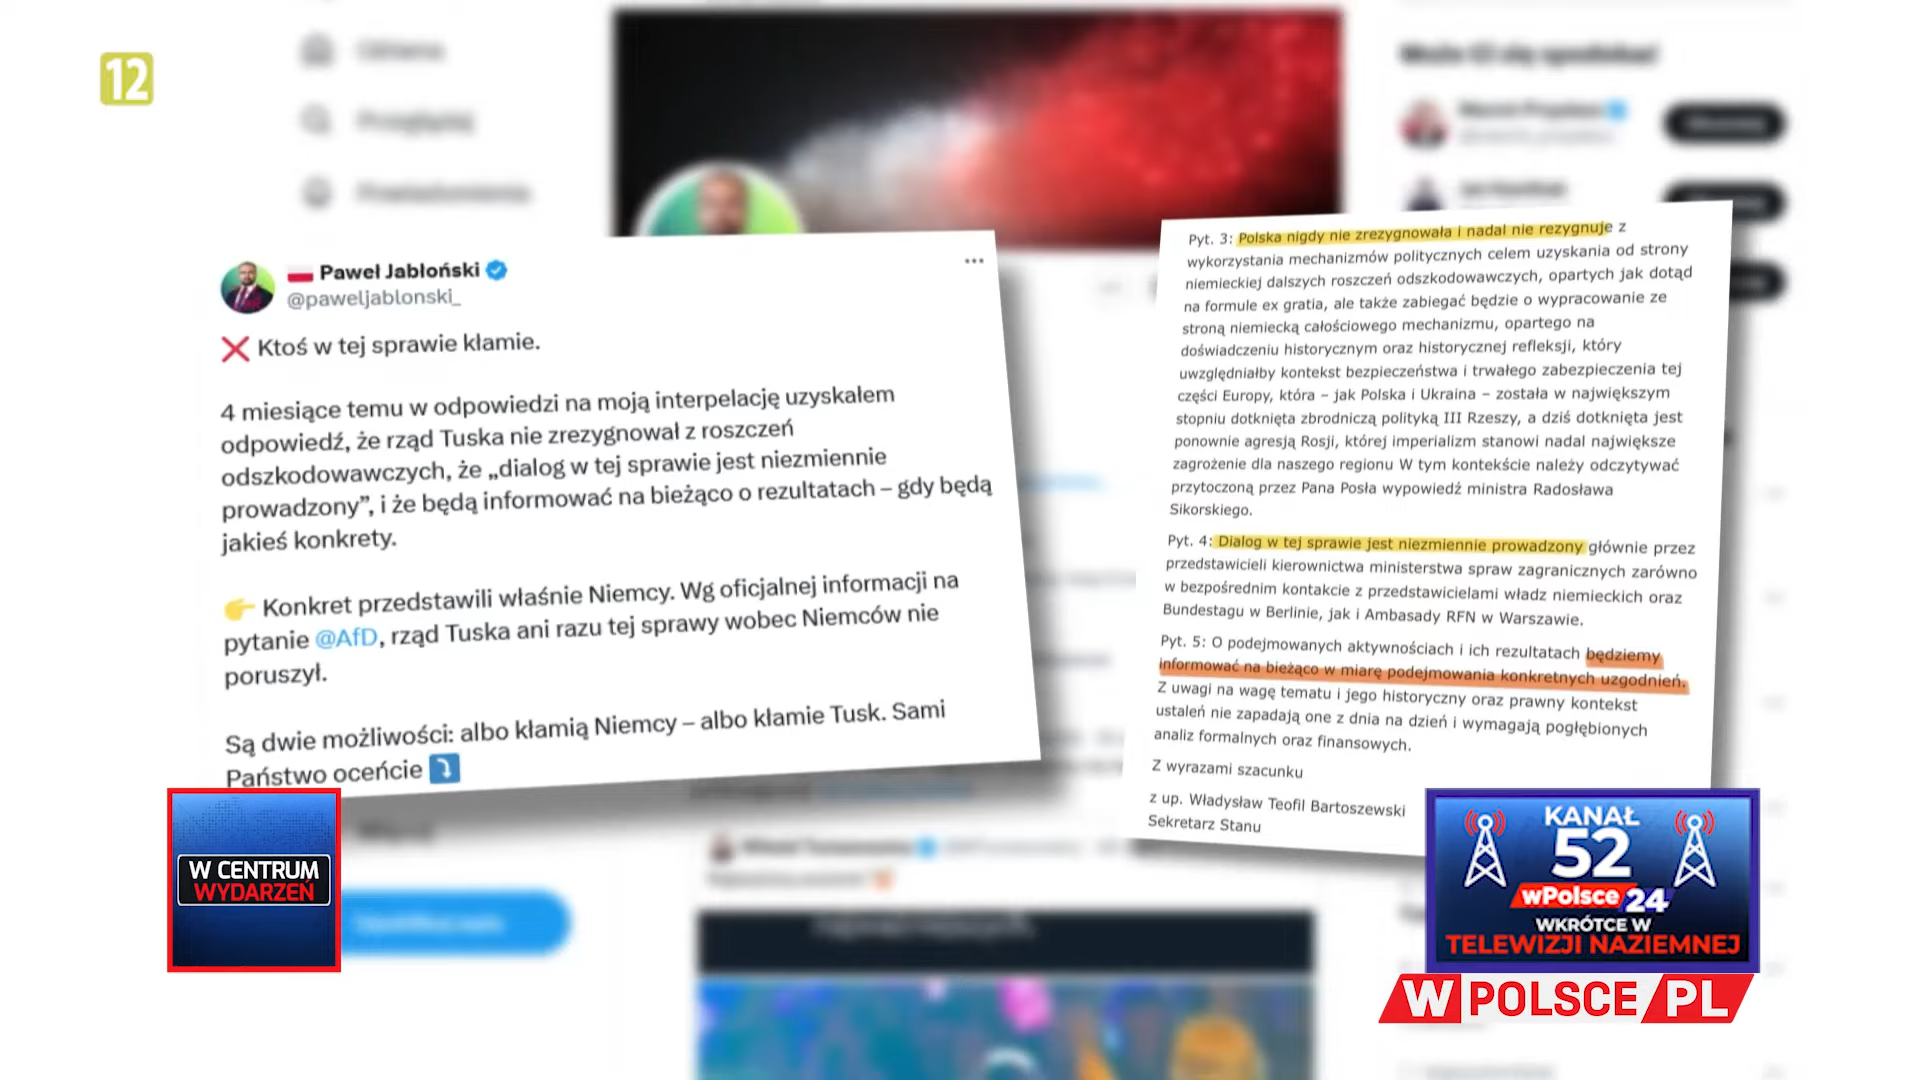 12
Główna
Przeglądaj
Powiadomienia
Może Ci się spodobać
Paweł Jabłoński
@paweljablonski_
❌ Ktoś w tej sprawie kłamie.
4 miesiące temu w odpowiedzi na moją interpelację uzyskałem
odpowiedź, że rząd Tuska nie zrezygnował z roszczeń
odszkodowawczych, że „dialog w tej sprawie jest niezmiennie
prowadzony”, i że będą informować na bieżąco o rezultatach – gdy będą
jakieś konkrety.
👉 Konkret przedstawili właśnie Niemcy. Wg oficjalnej informacji na
pytanie @AfD, rząd Tuska ani razu tej sprawy wobec Niemców nie
poruszył.
Są dwie możliwości: albo kłamią Niemcy – albo kłamie Tusk. Sami
Państwo oceńcie ⤵️
Pyt. 3: Polska nigdy nie zrezygnowała i nadal nie rezygnuje z
wykorzystania mechanizmów politycznych celem uzyskania od strony
niemieckiej dalszych roszczeń odszkodowawczych, opartych jak dotąd
na formule ex gratia, ale także zabiegać będzie o wypracowanie ze
stroną niemiecką całościowego mechanizmu, opartego na
doświadczeniu historycznym oraz historycznej refleksji, który
uwzględniałby kontekst bezpieczeństwa i trwałego zabezpieczenia tej
części Europy, która – jak Polska i Ukraina – została w największym
stopniu dotknięta zbrodniczą polityką III Rzeszy, a dziś dotknięta jest
ponownie agresją Rosji, której imperializm stanowi nadal największe
zagrożenie dla naszego regionu W tym kontekście należy odczytywać
przytoczoną przez Pana Posła wypowiedź ministra Radosława
Sikorskiego.
Pyt. 4: Dialog w tej sprawie jest niezmiennie prowadzony głównie przez
przedstawicieli kierownictwa ministerstwa spraw zagranicznych zarówno
w bezpośrednim kontakcie z przedstawicielami władz niemieckich oraz
Bundestagu w Berlinie, jak i Ambasady RFN w Warszawie.
Pyt. 5: O podejmowanych aktywnościach i ich rezultatach będziemy
informować na bieżąco w miarę podejmowania konkretnych uzgodnień.
Z uwagi na wagę tematu i jego historyczny oraz prawny kontekst
ustaleń nie zapadają one z dnia na dzień i wymagają pogłębionych
analiz formalnych oraz finansowych.
Z wyrazami szacunku
z up. Władysław Teofil Bartoszewski
Sekretarz Stanu
W CENTRUM
WYDARZEŃ
KANAŁ
52
wPolsce 24
WKRÓTCE W
TELEWIZJI NAZIEMNEJ
WPOLSCE PL